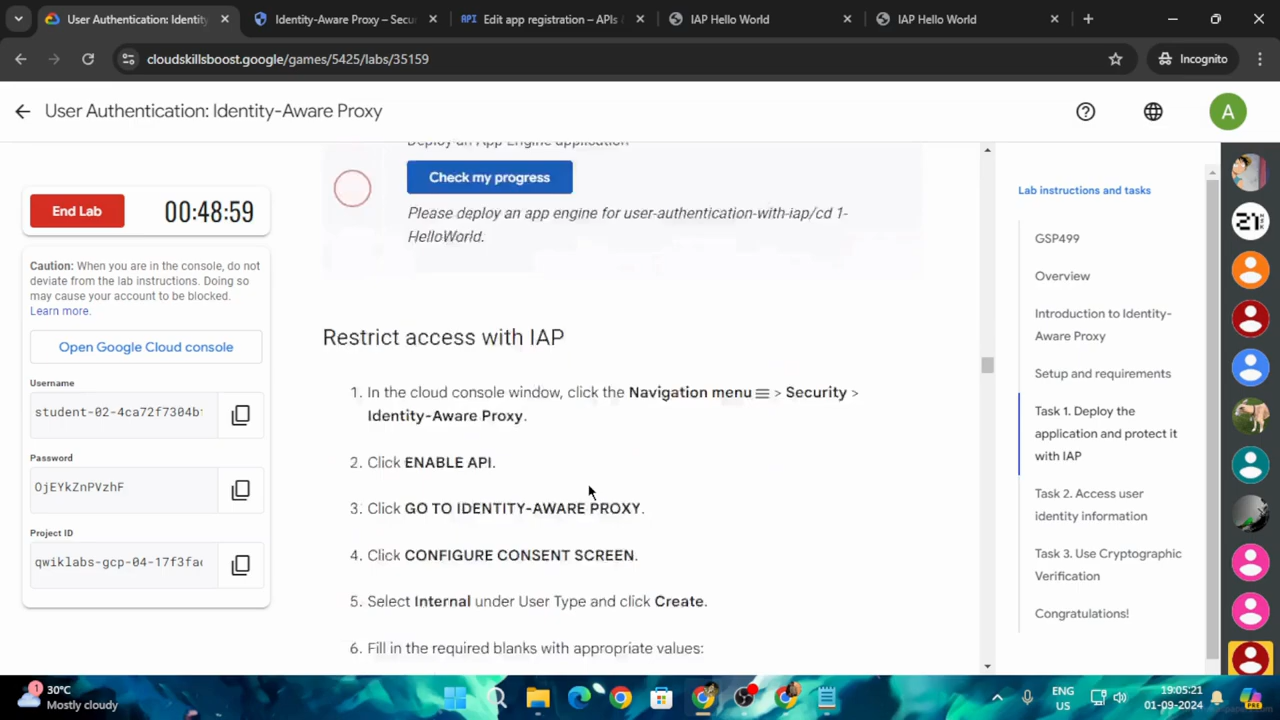 User Authentication: Identity
Identity-Aware Proxy – Secu
API Edit app registration – APIs
IAP Hello World
IAP Hello World
cloudskillsboost.google/games/5425/labs/35159
Incognito
User Authentication: Identity-Aware Proxy
A
End Lab
00:48:59
Caution: When you are in the console, do not
deviate from the lab instructions. Doing so
may cause your account to be blocked.
Learn more.
Open Google Cloud console
Username
student-02-4ca72f7304b
Password
OjEYkZnPVzhF
Project ID
qwiklabs-gcp-04-17f3fa
Deploy an App Engine application
Check my progress
Please deploy an app engine for user-authentication-with-iap/cd 1-
HelloWorld.
Restrict access with IAP
1. In the cloud console window, click the Navigation menu > Security >
Identity-Aware Proxy.
2. Click ENABLE API.
3. Click GO TO IDENTITY-AWARE PROXY.
4. Click CONFIGURE CONSENT SCREEN.
5. Select Internal under User Type and click Create.
6. Fill in the required blanks with appropriate values:
Lab instructions and tasks
GSP499
Overview
Introduction to Identity-
Aware Proxy
Setup and requirements
Task 1. Deploy the
application and protect it
with IAP
Task 2. Access user
identity information
Task 3. Use Cryptographic
Verification
Congratulations!
21
1
30°C
Mostly cloudy
ENG
US
19:05:21
01-09-2024
PRE